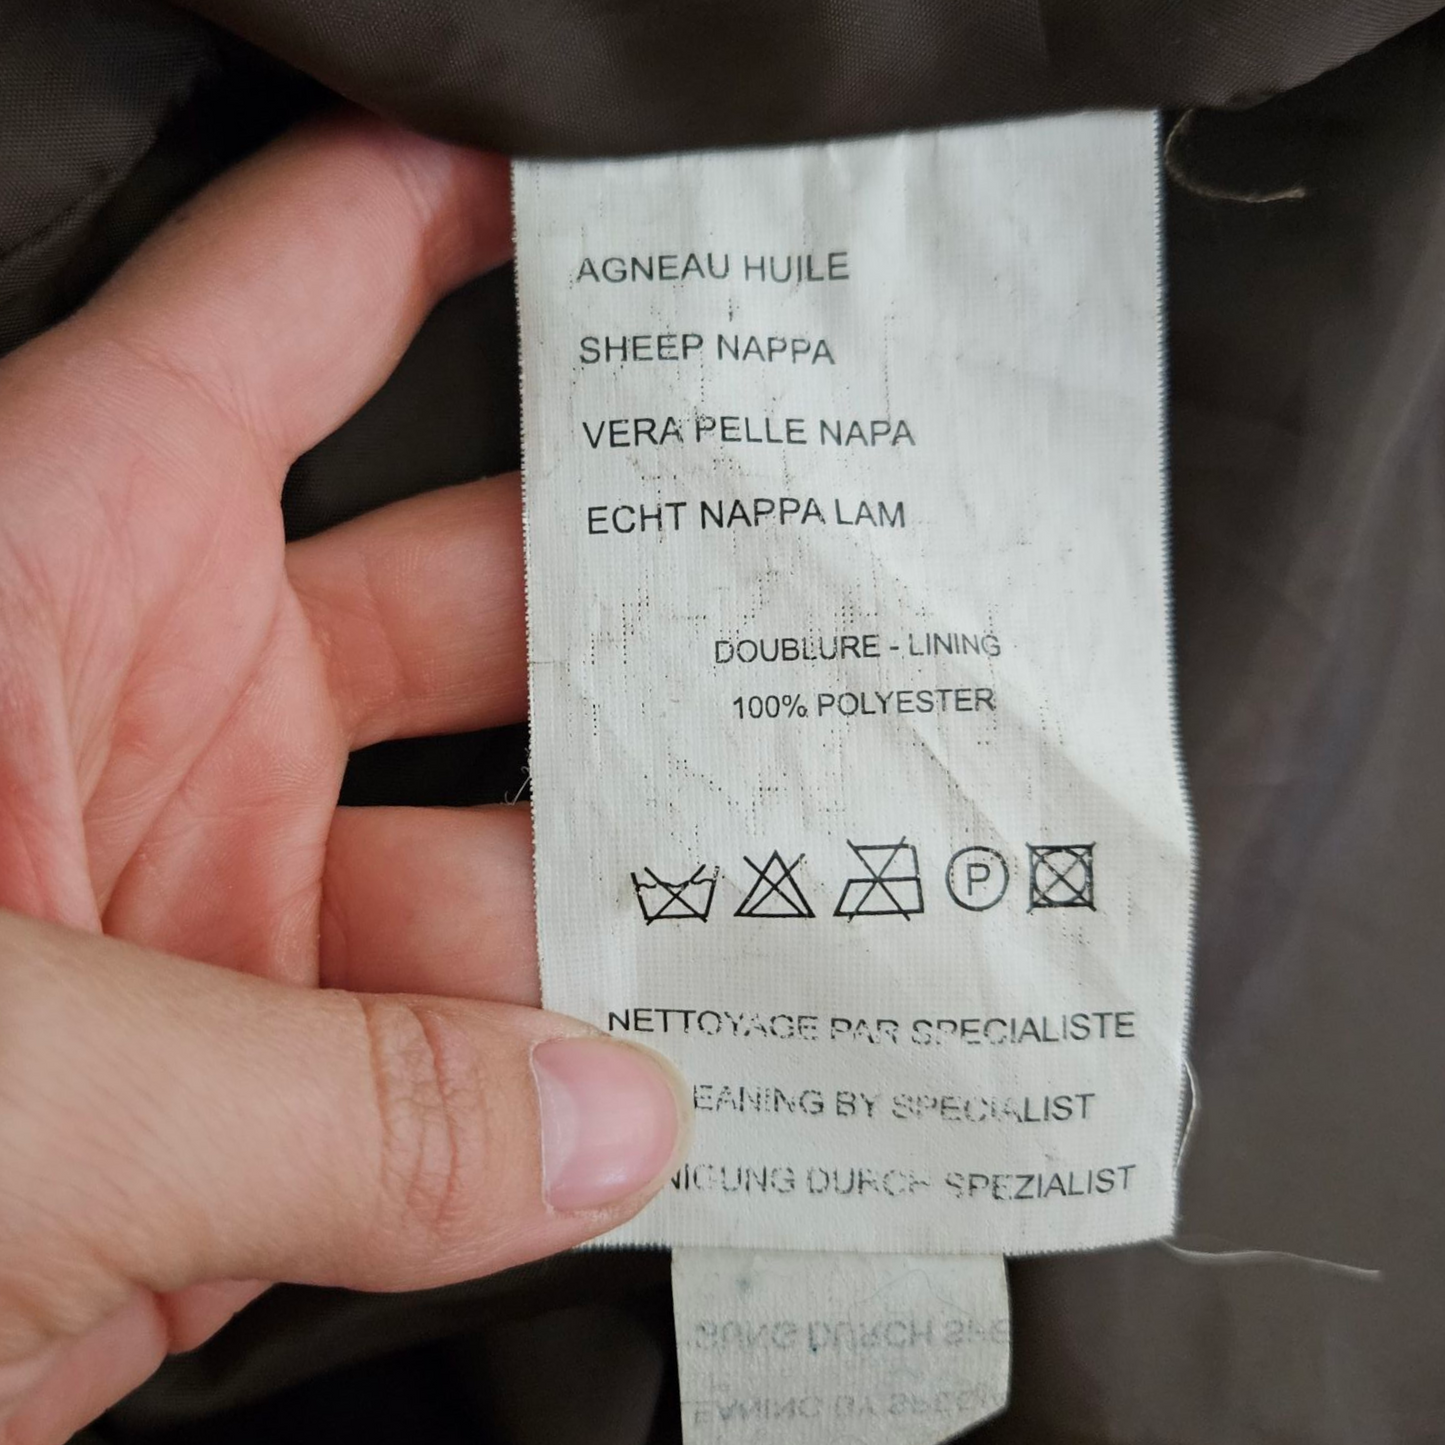 AGNEAU HUILE
SHEEP NAPPA
VERA PELLE NAPA
ECHT NAPPA LAM
DOUBLURE - LINING
100% POLYESTER
P
NETTOYAGE PAR SPECIALISTE
EANING BY SPECIALIST
NIGUNG DURCH SPEZIALIST